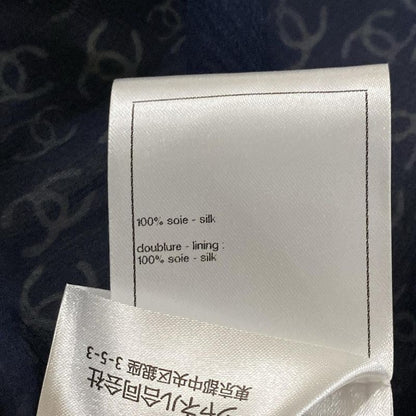 100% soie - silk
doublure - lining :
100% soie - silk
シャネル合同会社
東京都中央区銀座 3-5-3